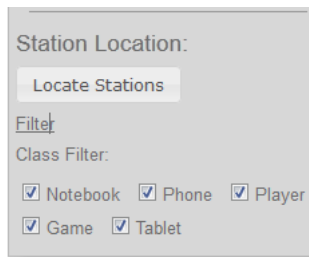 Station Location:
Locate Stations
Filter
Class Filter:
Notebook Phone Player
Game Tablet